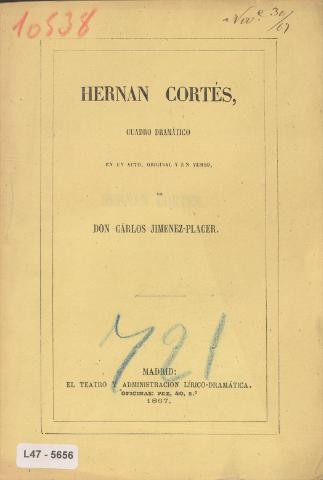 10538
Nov.e 30/67
HERNAN CORTÉS,
CUADRO DRAMÁTICO
EN UN ACTO, ORIGINAL Y EN VERSO,
DE
DON CÁRLOS JIMENEZ-PLACER.
721
MADRID:
EL TEATRO Y ADMINISTRACION LÍRICO-DRAMÁTICA.
OFICINAS: PEZ, 40, 2.º
1867.
L47 - 5656